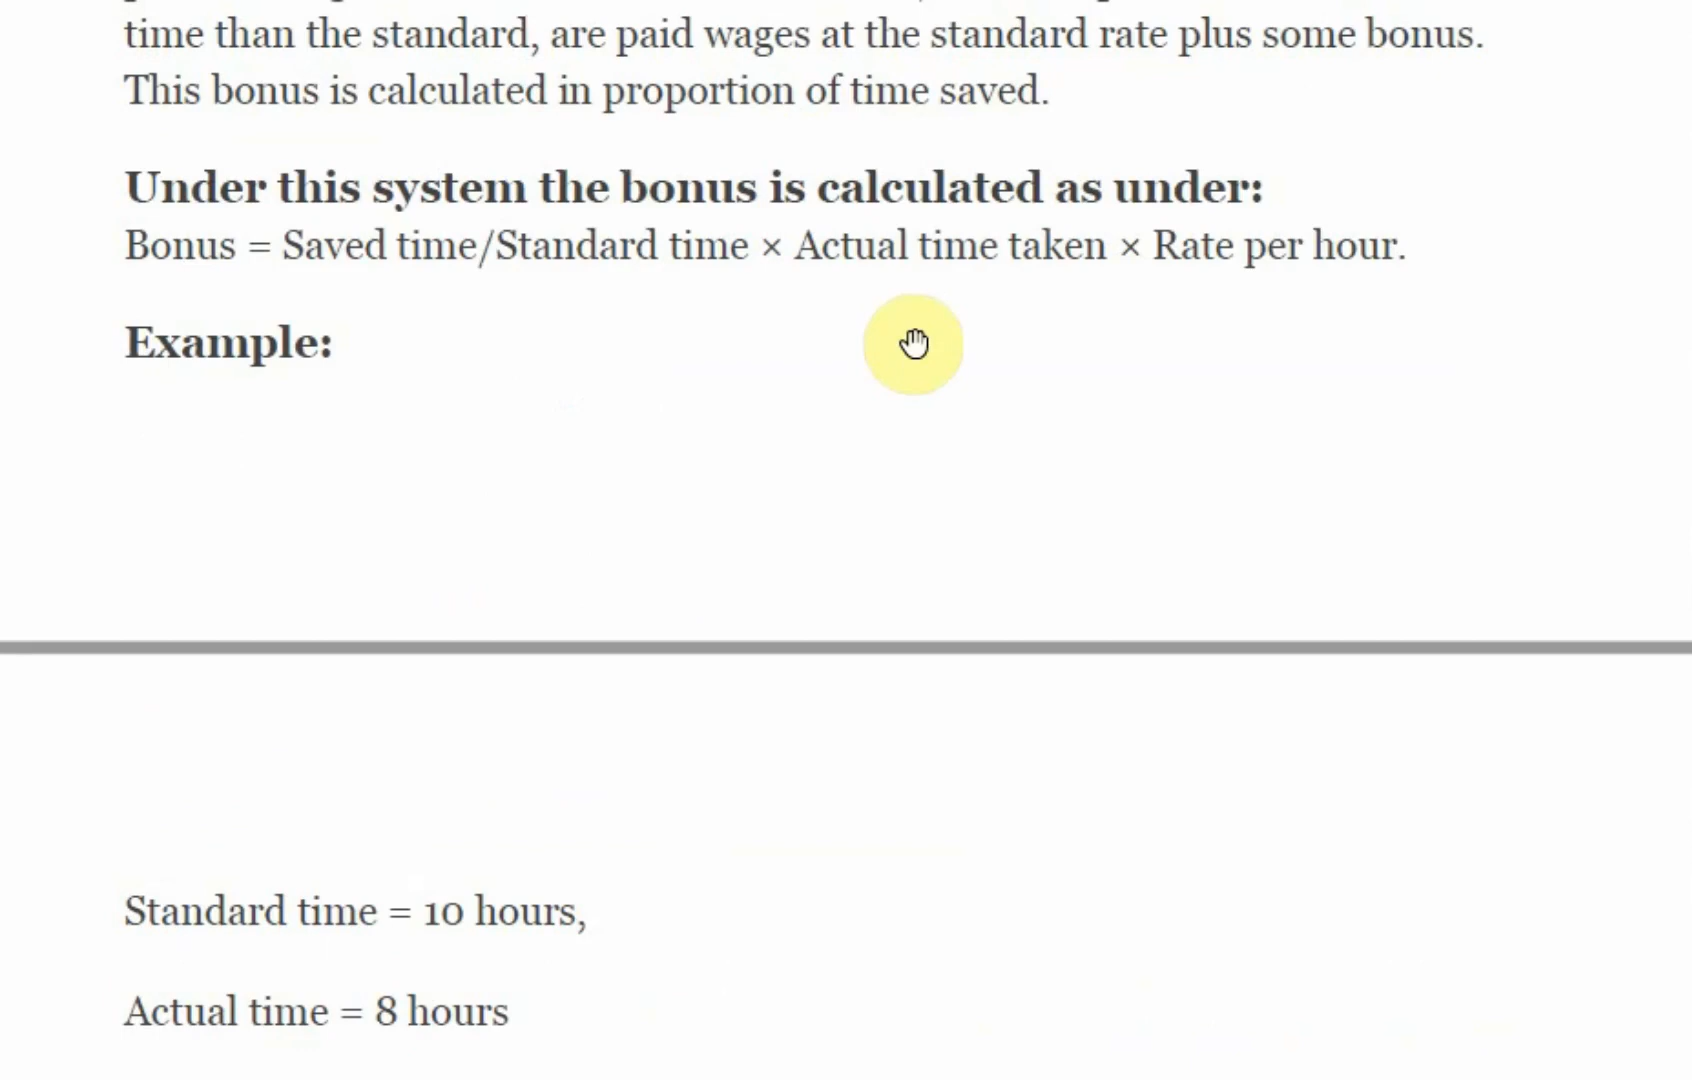 time than the standard, are paid wages at the standard rate plus some bonus.
This bonus is calculated in proportion of time saved.
Under this system the bonus is calculated as under:
Bonus = Saved time/Standard time × Actual time taken × Rate per hour.
Example:
Standard time = 10 hours,
Actual time = 8 hours